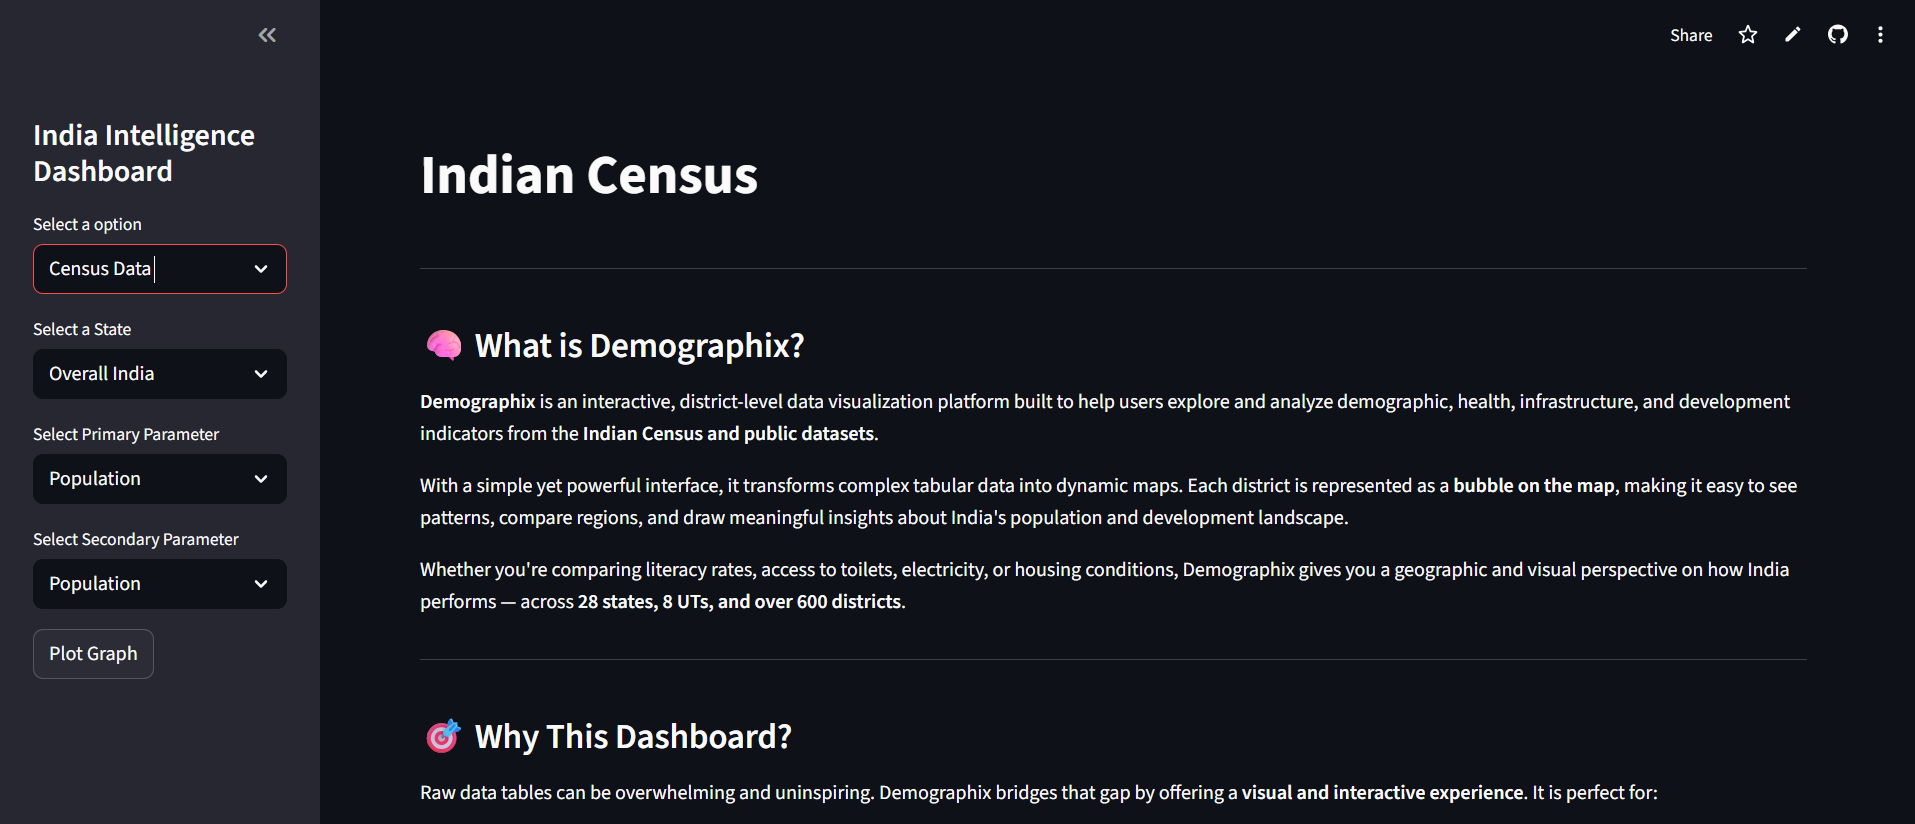 Share
India Intelligence
Dashboard
Select a option
Census Data
Select a State
Overall India
Select Primary Parameter
Population
Select Secondary Parameter
Population
Plot Graph
Indian Census
What is Demographix?
Demographix is an interactive, district-level data visualization platform built to help users explore and analyze demographic, health, infrastructure, and development
indicators from the Indian Census and public datasets.
With a simple yet powerful interface, it transforms complex tabular data into dynamic maps. Each district is represented as a bubble on the map, making it easy to see
patterns, compare regions, and draw meaningful insights about India's population and development landscape.
Whether you're comparing literacy rates, access to toilets, electricity, or housing conditions, Demographix gives you a geographic and visual perspective on how India
performs — across 28 states, 8 UTs, and over 600 districts.
Why This Dashboard?
Raw data tables can be overwhelming and uninspiring. Demographix bridges that gap by offering a visual and interactive experience. It is perfect for: